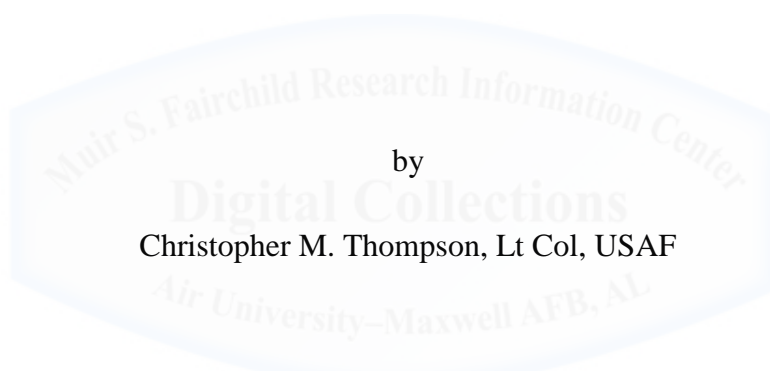 Muir S. Fairchild Research Information Center
by
Digital Collections
Christopher M. Thompson, Lt Col, USAF
Air University–Maxwell AFB, AL